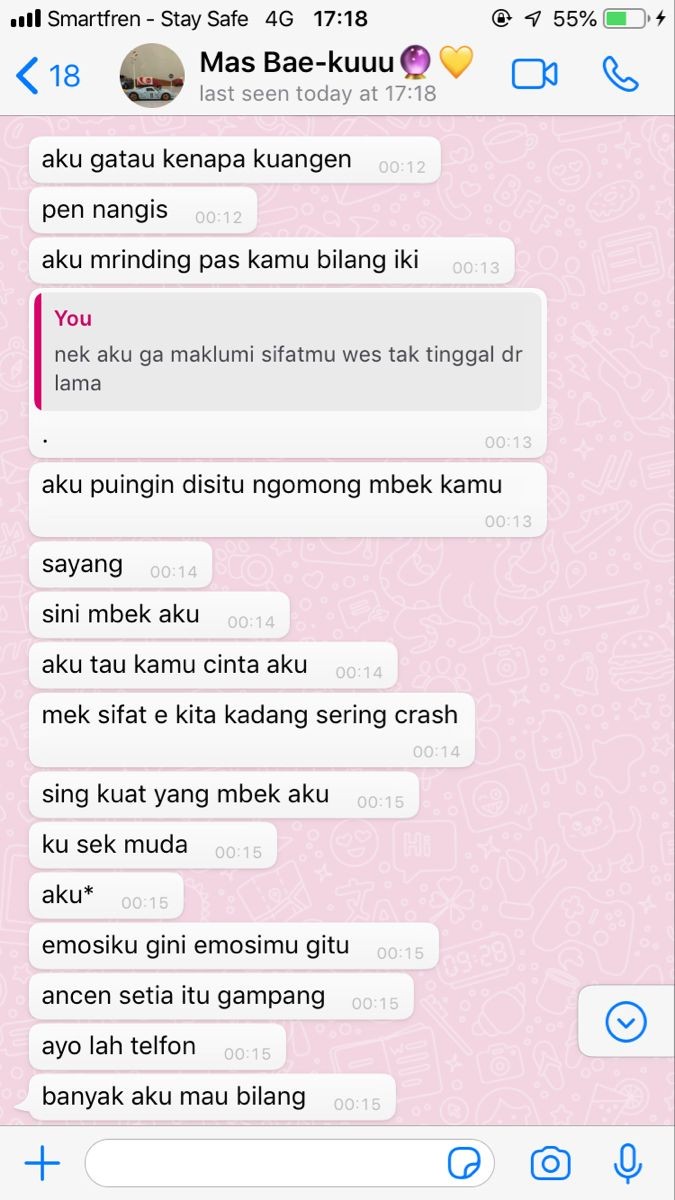 Smartfren - Stay Safe 4G 17:18 55%
18
Mas Bae-kuuu🔮💛
last seen today at 17:18
aku gatau kenapa kuangen 00:12
pen nangis 00:12
aku mrinding pas kamu bilang iki 00:13
You
nek aku ga maklumi sifatmu wes tak tinggal dr
lama
. 00:13
aku puingin disitu ngomong mbek kamu
00:13
sayang 00:14
sini mbek aku 00:14
aku tau kamu cinta aku 00:14
mek sifat e kita kadang sering crash
00:14
sing kuat yang mbek aku 00:15
ku sek muda 00:15
aku* 00:15
emosiku gini emosimu gitu 00:15
ancen setia itu gampang 00:15
ayo lah telfon 00:15
banyak aku mau bilang 00:15